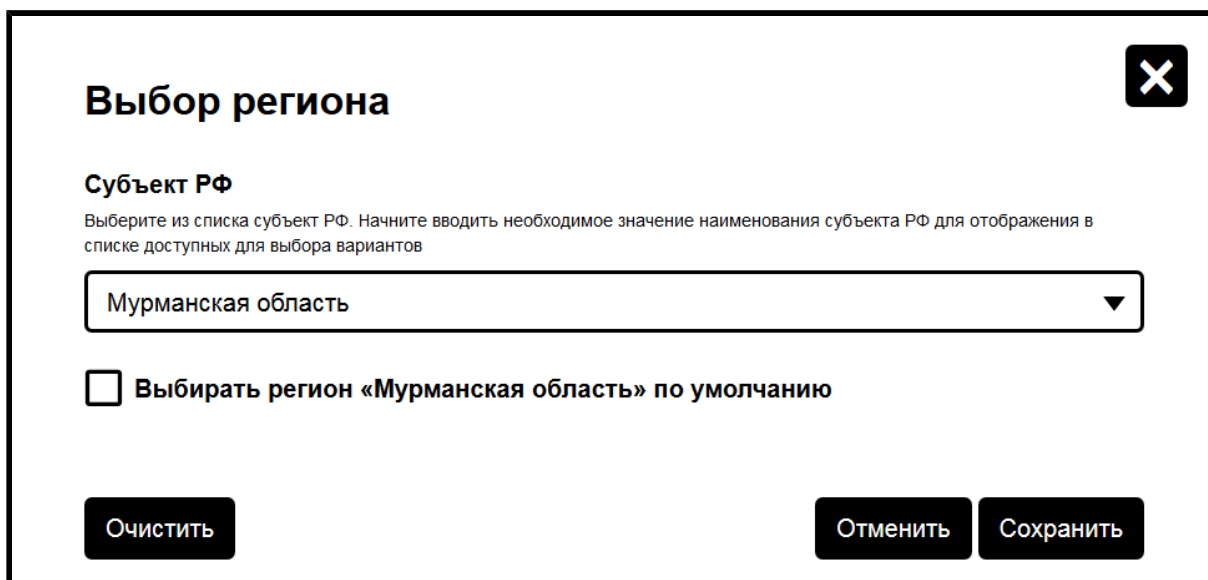 Выбор региона
Субъект РФ
Выберите из списка субъект РФ. Начните вводить необходимое значение наименования субъекта РФ для отображения в
списке доступных для выбора вариантов
Мурманская область
Выбирать регион «Мурманская область» по умолчанию
Очистить
Отменить
Сохранить